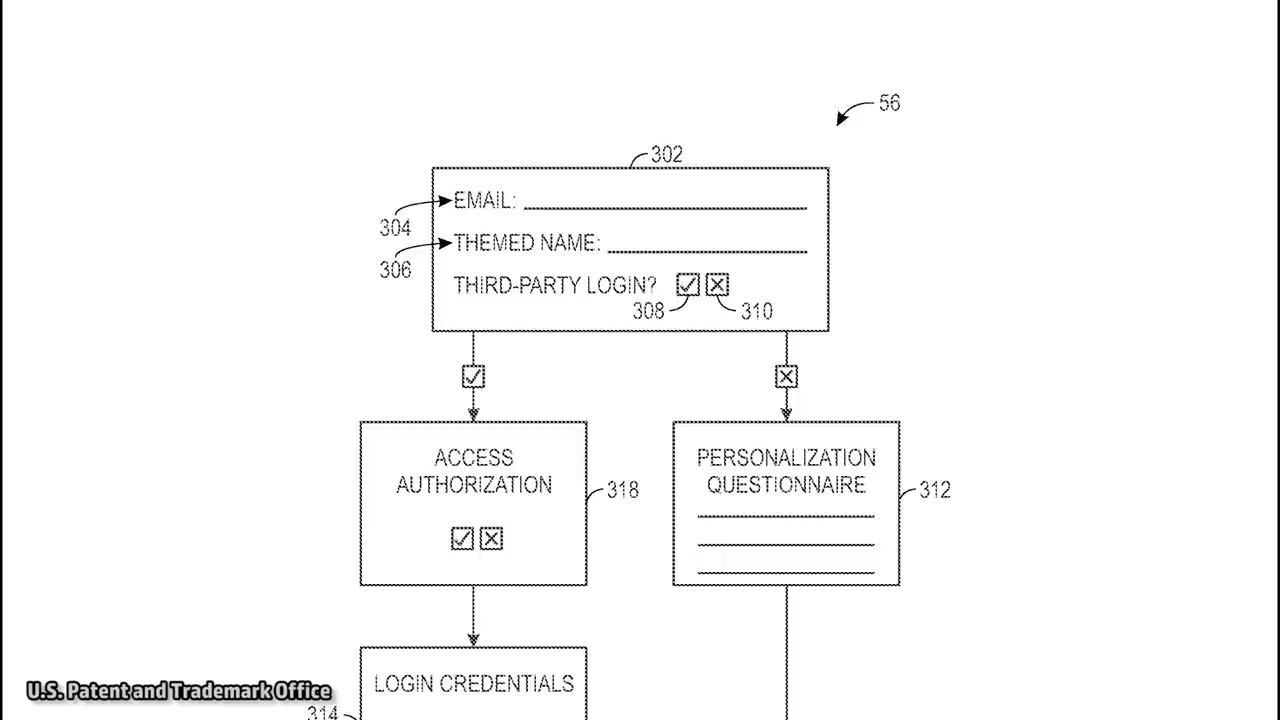 56
302
EMAIL:
304
THEMED NAME:
306
THIRD-PARTY LOGIN?
308
310
ACCESS
AUTHORIZATION
318
PERSONALIZATION
QUESTIONNAIRE
312
LOGIN CREDENTIALS
314
U.S. Patent and Trademark Office